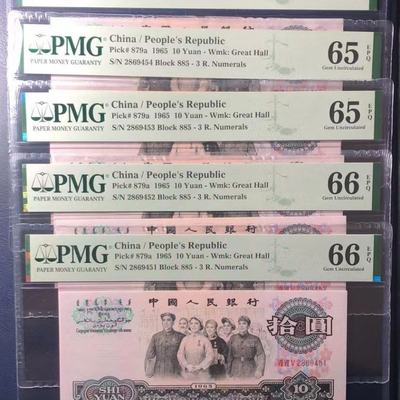 PMG
PAPER MONEY GUARANTY
China / People's Republic
Pick# 879a 1965 10 Yuan - Wmk: Great Hall
S/N 2869454 Block 885 - 3 R. Numerals
65 EPQ
Gem Uncirculated
PMG
PAPER MONEY GUARANTY
China / People's Republic
Pick# 879a 1965 10 Yuan - Wmk: Great Hall
S/N 2869453 Block 885 - 3 R. Numerals
65 EPQ
Gem Uncirculated
PMG
PAPER MONEY GUARANTY
China / People's Republic
Pick# 879a 1965 10 Yuan - Wmk: Great Hall
S/N 2869452 Block 885 - 3 R. Numerals
66 EPQ
Gem Uncirculated
PMG
PAPER MONEY GUARANTY
China / People's Republic
Pick# 879a 1965 10 Yuan - Wmk: Great Hall
S/N 2869451 Block 885 - 3 R. Numerals
66 EPQ
Gem Uncirculated
中國人民銀行
拾圓
2869451
SHI YUAN
1965
10